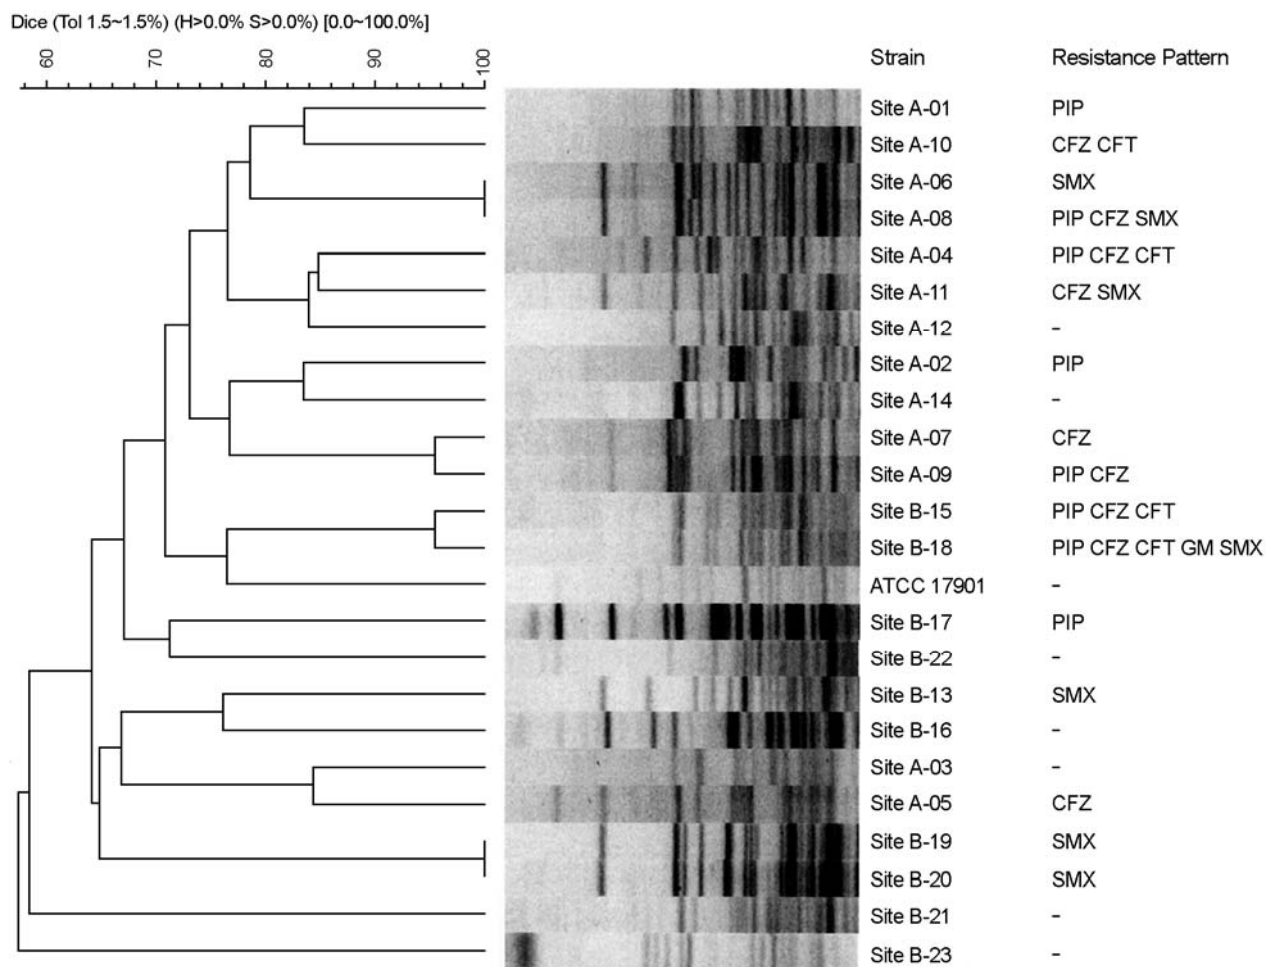 Dice (Tol 1.5~1.5%) (H>0.0% S>0.0%) [0.0~100.0%]
60 70 80 90 100
Strain Resistance Pattern
Site A-01 PIP
Site A-10 CFZ CFT
Site A-06 SMX
Site A-08 PIP CFZ SMX
Site A-04 PIP CFZ CFT
Site A-11 CFZ SMX
Site A-12 -
Site A-02 PIP
Site A-14 -
Site A-07 CFZ
Site A-09 PIP CFZ
Site B-15 PIP CFZ CFT
Site B-18 PIP CFZ CFT GM SMX
ATCC 17901 -
Site B-17 PIP
Site B-22 -
Site B-13 SMX
Site B-16 -
Site A-03 -
Site A-05 CFZ
Site B-19 SMX
Site B-20 SMX
Site B-21 -
Site B-23 -